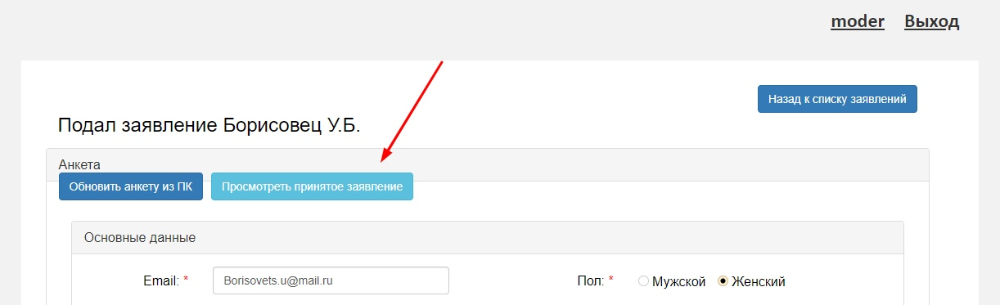 moder Выход
Назад к списку заявлений
Подал заявление Борисовец У.Б.
Анкета
Обновить анкету из ПК Просмотреть принятое заявление
Основные данные
Email: * Borisovets.u@mail.ru Пол: * Мужской Женский